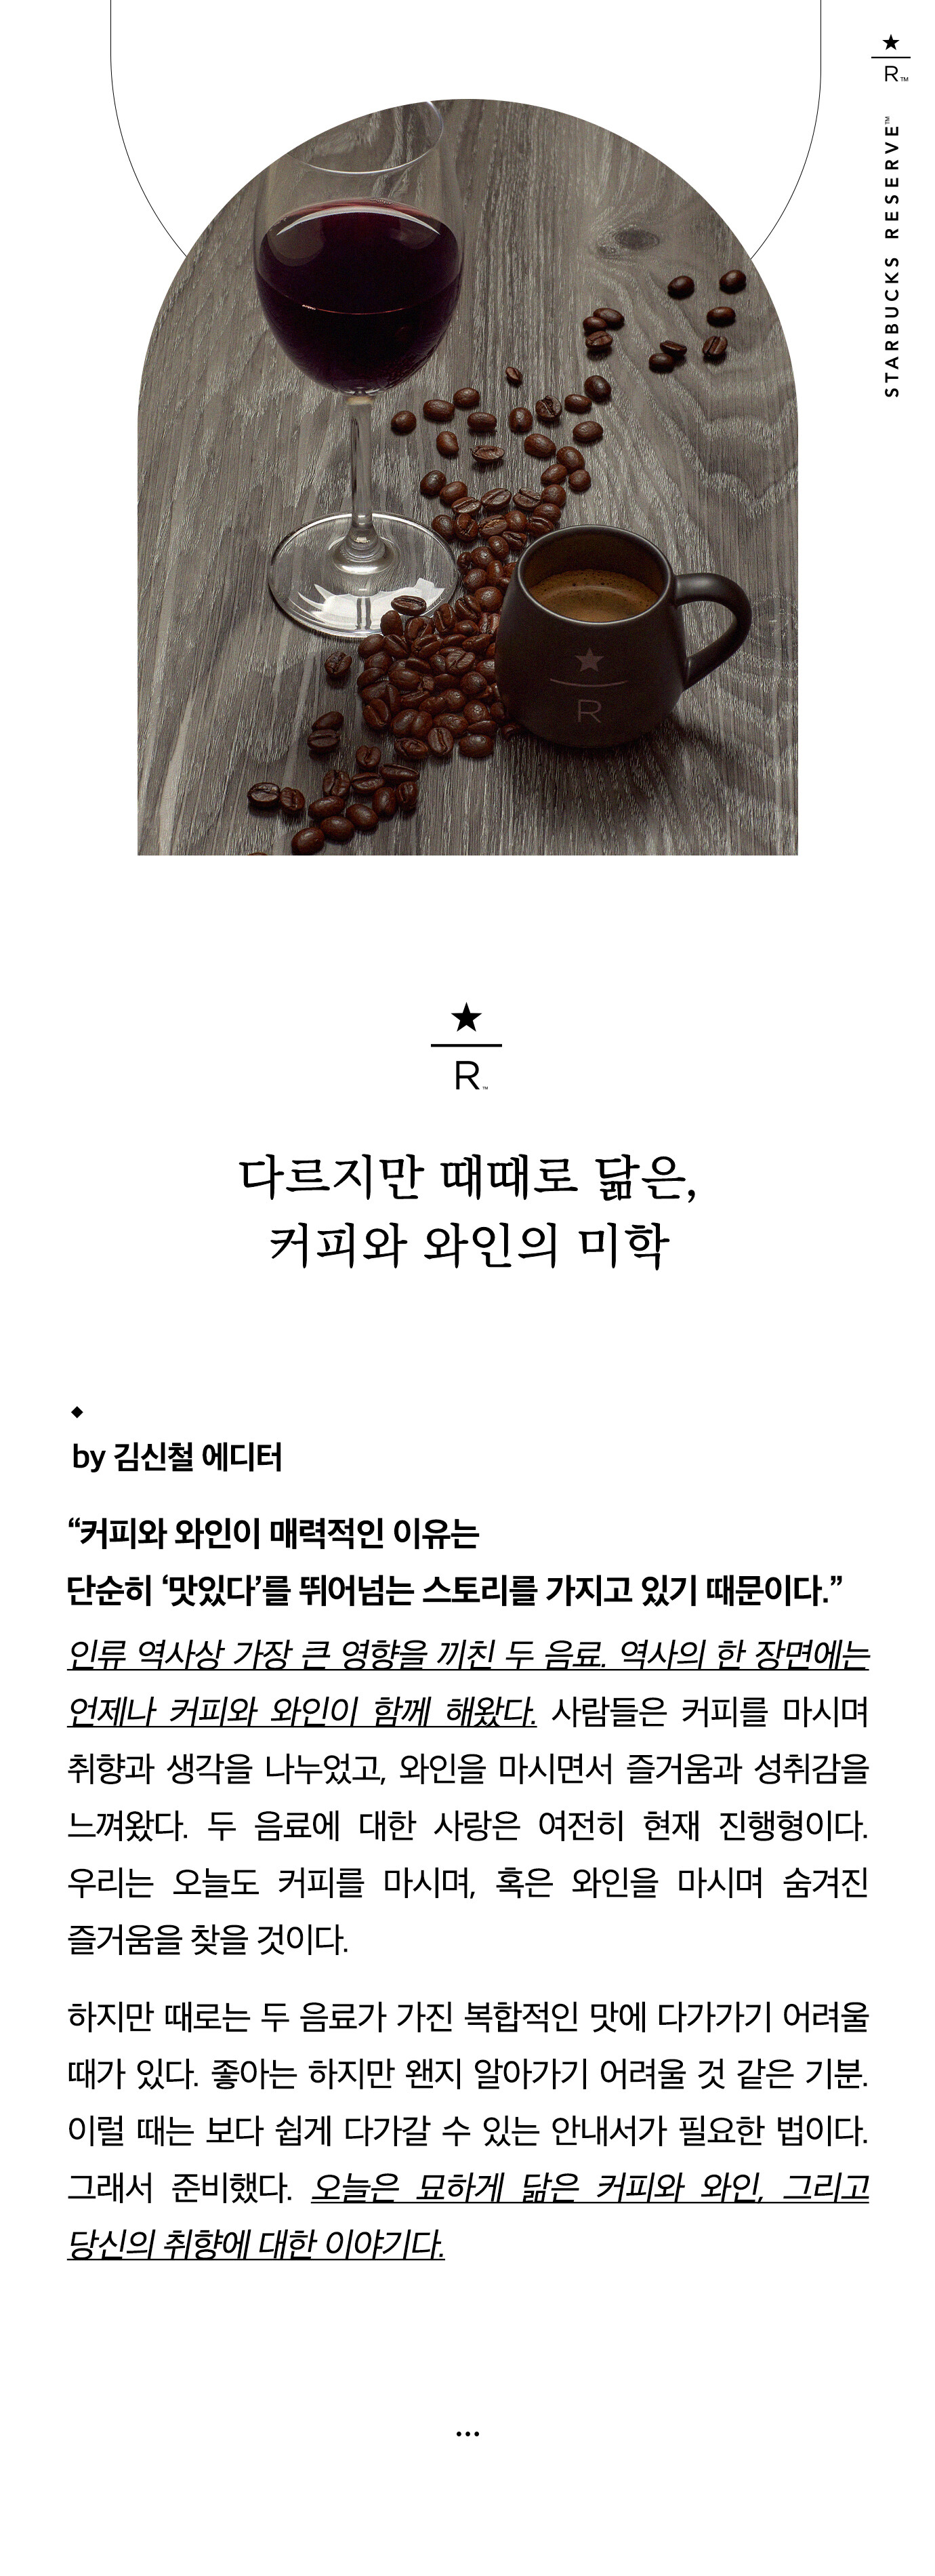 ★
R™
STARBUCKS RESERVE™
R
★
R™
다르지만 때때로 닮은,
커피와 와인의 미학
by 김신철 에디터
“커피와 와인이 매력적인 이유는
단순히 ‘맛있다’를 뛰어넘는 스토리를 가지고 있기 때문이다.”
인류 역사상 가장 큰 영향을 끼친 두 음료. 역사의 한 장면에는
언제나 커피와 와인이 함께 해왔다. 사람들은 커피를 마시며
취향과 생각을 나누었고, 와인을 마시면서 즐거움과 성취감을
느껴왔다. 두 음료에 대한 사랑은 여전히 현재 진행형이다.
우리는 오늘도 커피를 마시며, 혹은 와인을 마시며 숨겨진
즐거움을 찾을 것이다.
하지만 때로는 두 음료가 가진 복합적인 맛에 다가가기 어려울
때가 있다. 좋아는 하지만 왠지 알아가기 어려울 것 같은 기분.
이럴 때는 보다 쉽게 다가갈 수 있는 안내서가 필요한 법이다.
그래서 준비했다. 오늘은 묘하게 닮은 커피와 와인, 그리고
당신의 취향에 대한 이야기다.
...